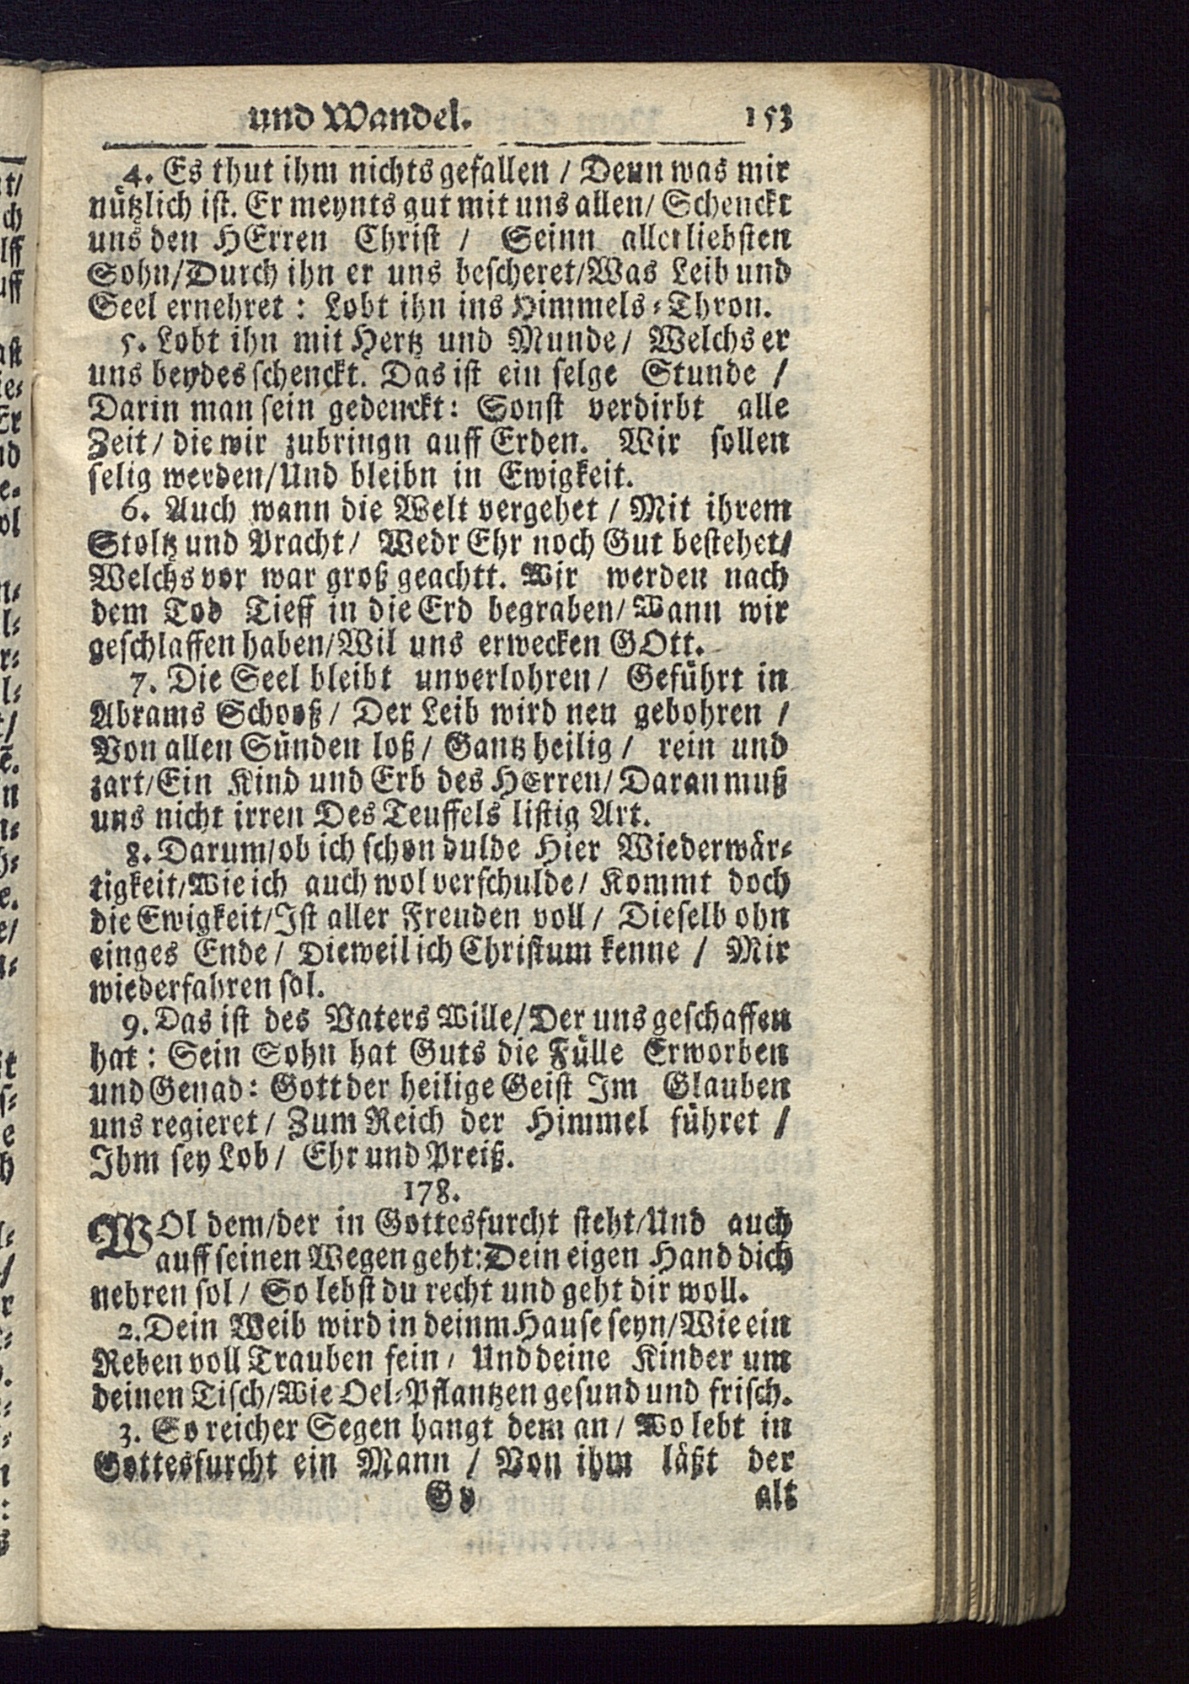 und Wandel. 153
4. Es thut ihm nichts gefallen / Denn was mir
nützlich ist. Er meynts gut mit uns allen/ Schenckt
uns den HErren Christ / Seinn allerliebsten
Sohn/Durch ihn er uns bescheret/Was Leib und
Seel ernehret : Lobt ihn ins Himmels-Thron.
5. Lobt ihn mit Hertz und Munde/ Welchs er
uns beydes schenckt. Das ist ein selge Stunde /
Darin man sein gedenckt: Sonst verdirbt alle
Zeit/ die wir zubringn auff Erden. Wir sollen
selig werden/Und bleibn in Ewigkeit.
6. Auch wann die Welt vergehet / Mit ihrem
Stoltz und Pracht/ Wedr Ehr noch Gut bestehet/
Welchs vor war groß geachtt. Wir werden nach
dem Tod Tieff in die Erd begraben/ Wann wir
geschlaffen haben/Wil uns erwecken GOtt.
7. Die Seel bleibt unverlohren/ Geführt in
Abrams Schooß/ Der Leib wird neu gebohren /
Von allen Sünden loß/ Gantz heilig/ rein und
zart/Ein Kind und Erb des HErren/Daran muß
uns nicht irren Des Teuffels listig Art.
8. Darum/ob ich schon dulde Hier Wiederwär-
tigkeit/Wie ich auch wol verschulde/ Kommt doch
die Ewigkeit/Ist aller Freuden voll/ Dieselb ohn
einges Ende/ Dieweil ich Christum kenne / Mir
wiederfahren sol.
9. Das ist des Vaters Wille/Der uns geschaffen
hat : Sein Sohn hat Guts die Fülle Erworben
und Genad: Gott der heilige Geist Im Glauben
uns regieret/ Zum Reich der Himmel führet /
Ihm sey Lob/ Ehr und Preiß.
178.
WOl dem/der in Gottesfurcht steht/Und auch
auff seinen Wegen geht:Dein eigen Hand dich
nehren sol/ So lebst du recht und geht dir woll.
2. Dein Weib wird in deinm Hause seyn/Wie ein
Reben voll Trauben fein/ Und deine Kinder um
deinen Tisch/Wie Oel-Pflantzen gesund und frisch.
3. So reicher Segen hangt dem an/ Wo lebt in
Gottesfurcht ein Mann / Von ihm läßt der
alt